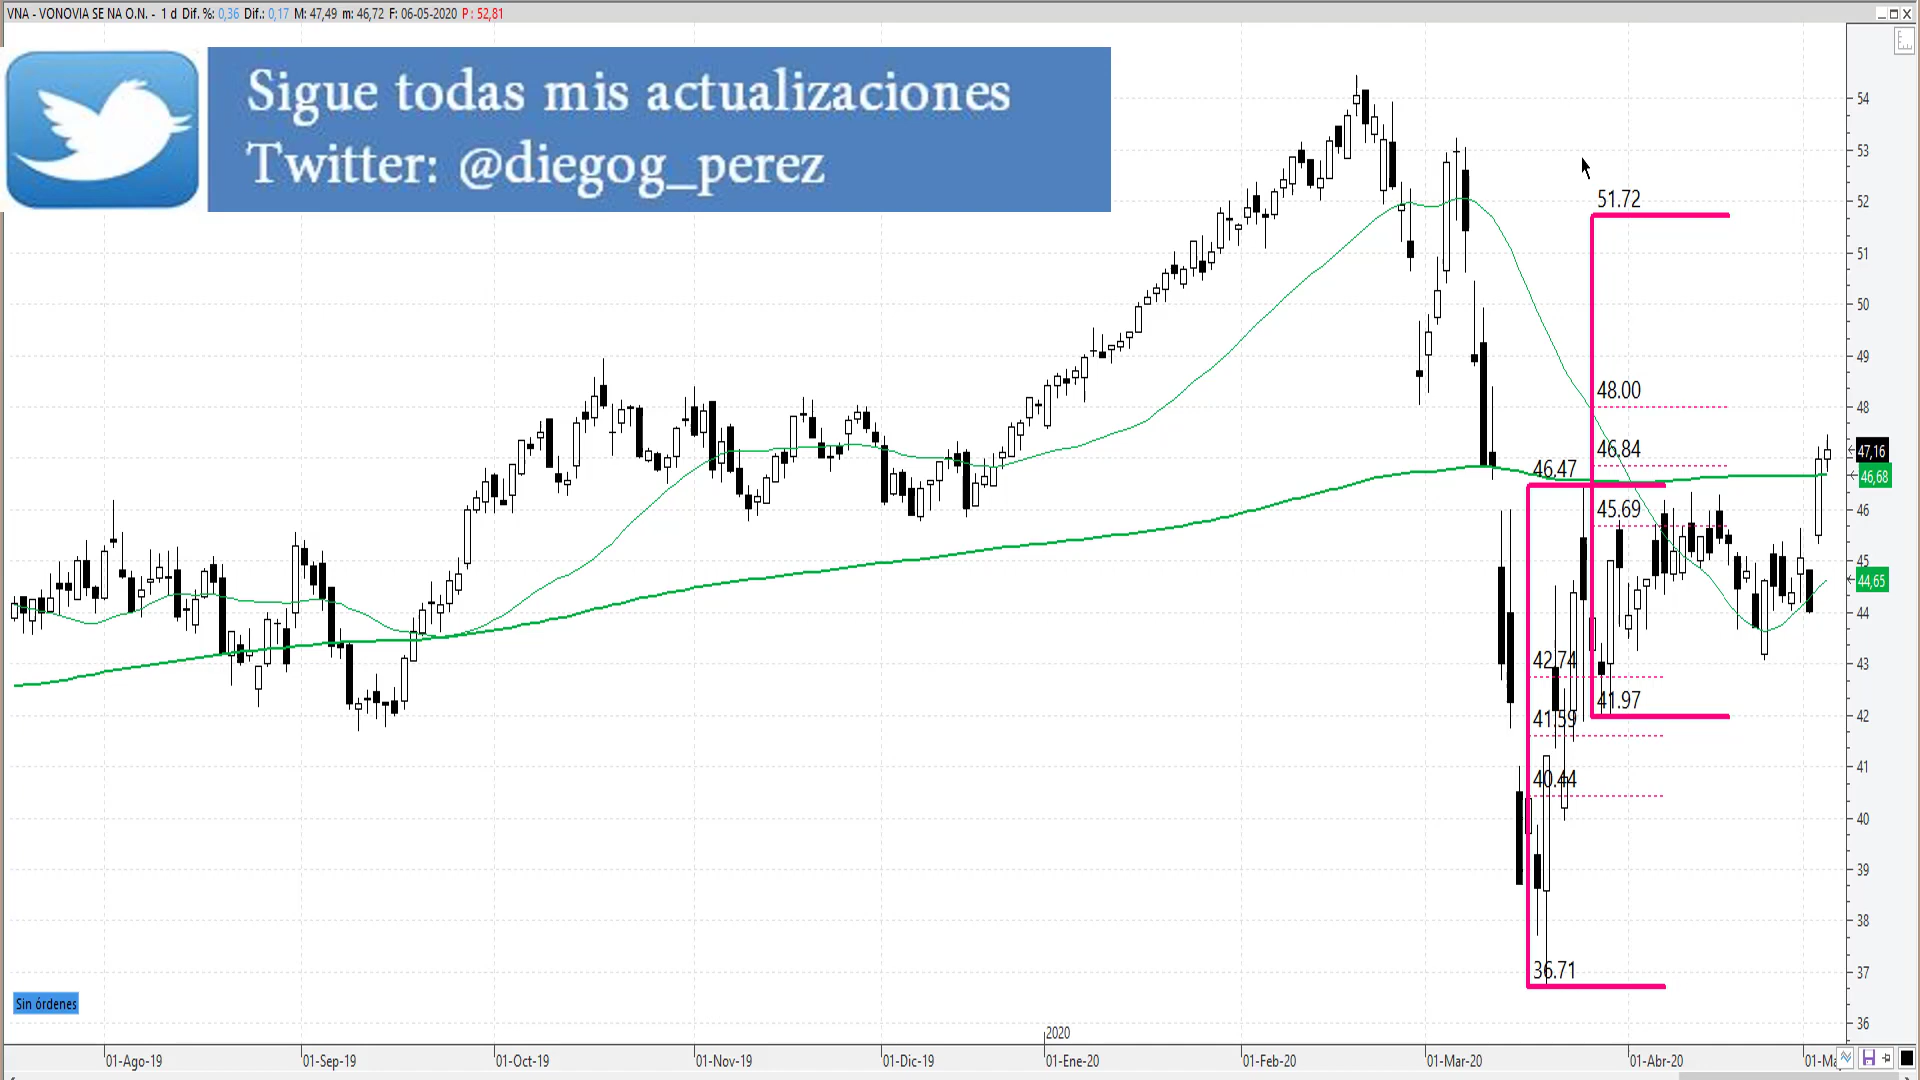 VNA - VONOVIA SE NA O.N. - 1 d Dif. %: 0,36 Dif.: 0,17 M: 47,49 m: 46,72 F: 06-05-2020 P: 52,81
Sigue todas mis actualizaciones
Twitter: @diegog_perez
54
53
51.72
52
51
50
49
48.00
48
46.84
47,16
46.47
46,68
45.69
46
45
44,65
44
42.74
43
41.97
42
41.59
41
40.44
40
39
38
36.71
37
Sin órdenes
36
2020
01-Ago-19
01-Sep-19
01-Oct-19
01-Nov-19
01-Dic-19
01-Ene-20
01-Feb-20
01-Mar-20
01-Abr-20